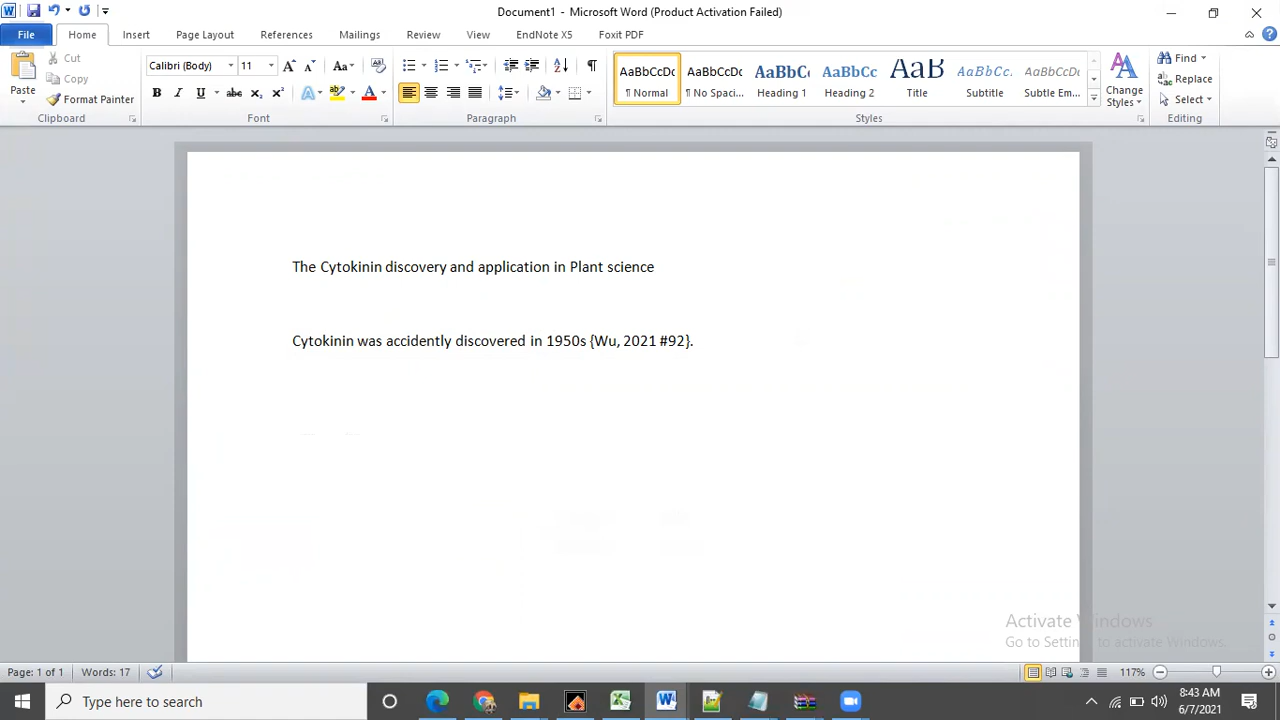 Document1 - Microsoft Word (Product Activation Failed)
File Home Insert Page Layout References Mailings Review View EndNote X5 Foxit PDF
Paste Cut Copy Format Painter Clipboard
Calibri (Body) 11 Aa
B I U abc X₂ X² A A Font
Paragraph
AaBbCcDc ¶ Normal AaBbCcDc ¶ No Spaci... AaBbCc Heading 1 AaBbCc Heading 2 AaB Title AaBbCc. Subtitle AaBbCcDc Subtle Em... Change Styles Styles
Find Replace Select Editing
The Cytokinin discovery and application in Plant science
Cytokinin was accidently discovered in 1950s {Wu, 2021 #92}.
Activate Windows
Go to Settings to activate Windows.
Page: 1 of 1 Words: 17 117%
Type here to search
8:43 AM
6/7/2021